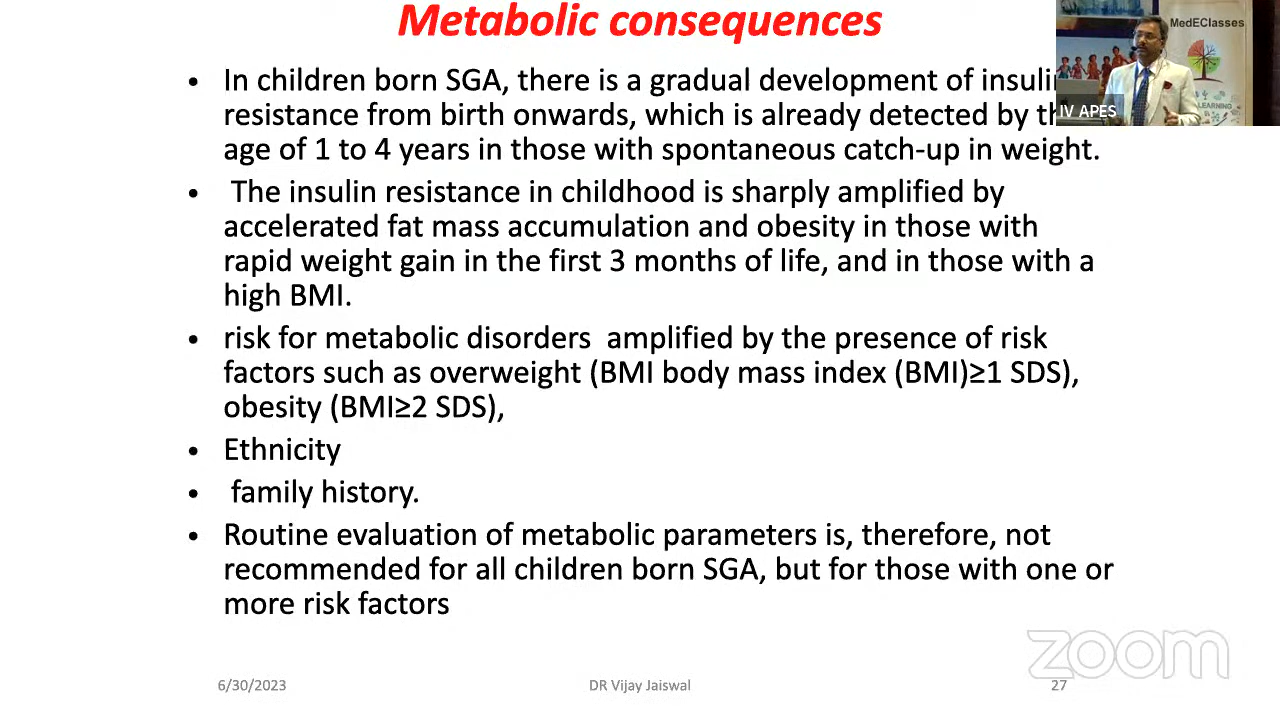 Metabolic consequences
• In children born SGA, there is a gradual development of insulin
resistance from birth onwards, which is already detected by the
age of 1 to 4 years in those with spontaneous catch-up in weight.
• The insulin resistance in childhood is sharply amplified by
accelerated fat mass accumulation and obesity in those with
rapid weight gain in the first 3 months of life, and in those with a
high BMI.
• risk for metabolic disorders amplified by the presence of risk
factors such as overweight (BMI body mass index (BMI)≥1 SDS),
obesity (BMI≥2 SDS),
• Ethnicity
• family history.
• Routine evaluation of metabolic parameters is, therefore, not
recommended for all children born SGA, but for those with one or
more risk factors
6/30/2023
DR Vijay Jaiswal
27
MedEClasses
LEARNING
IV APES
zoom